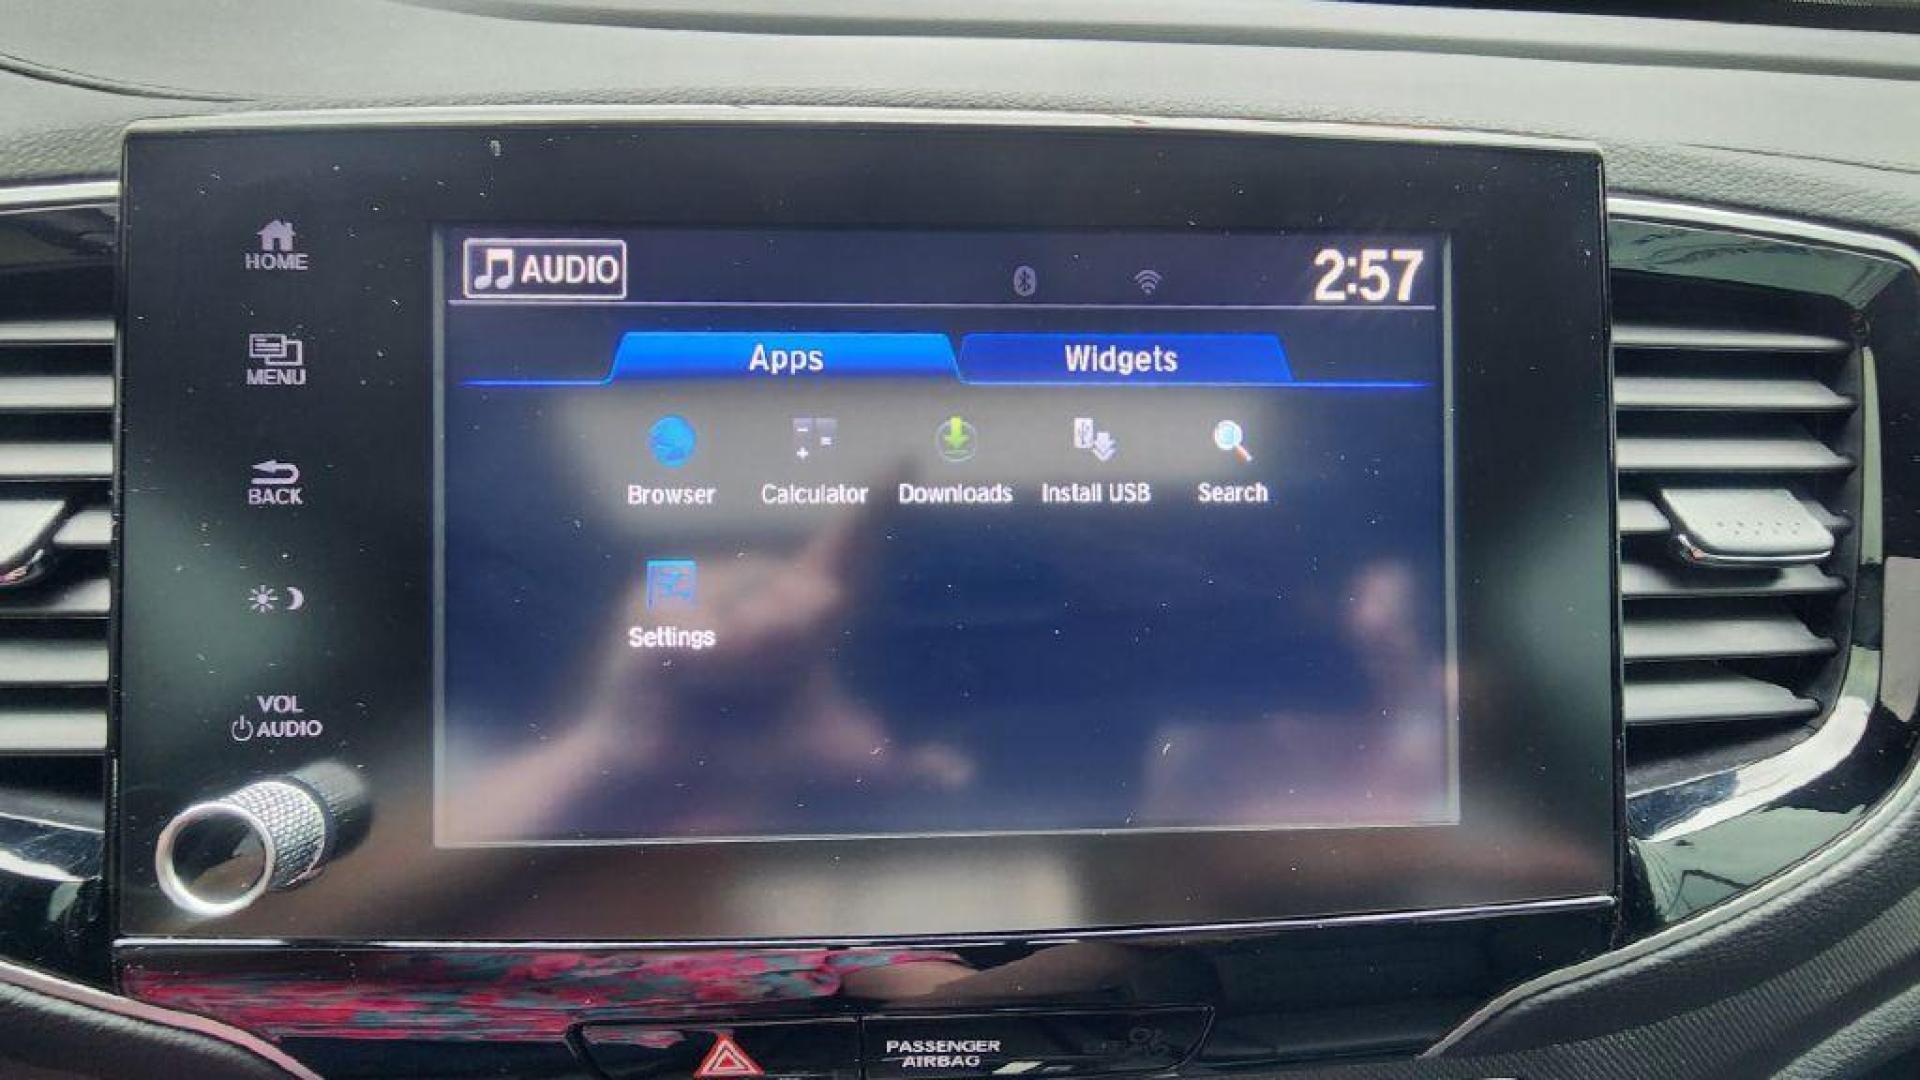 HOME
MENU
BACK
VOL
AUDIO
AUDIO
2:57
Apps Widgets
Browser Calculator Downloads Install USB Search
Settings
PASSENGER
AIRBAG